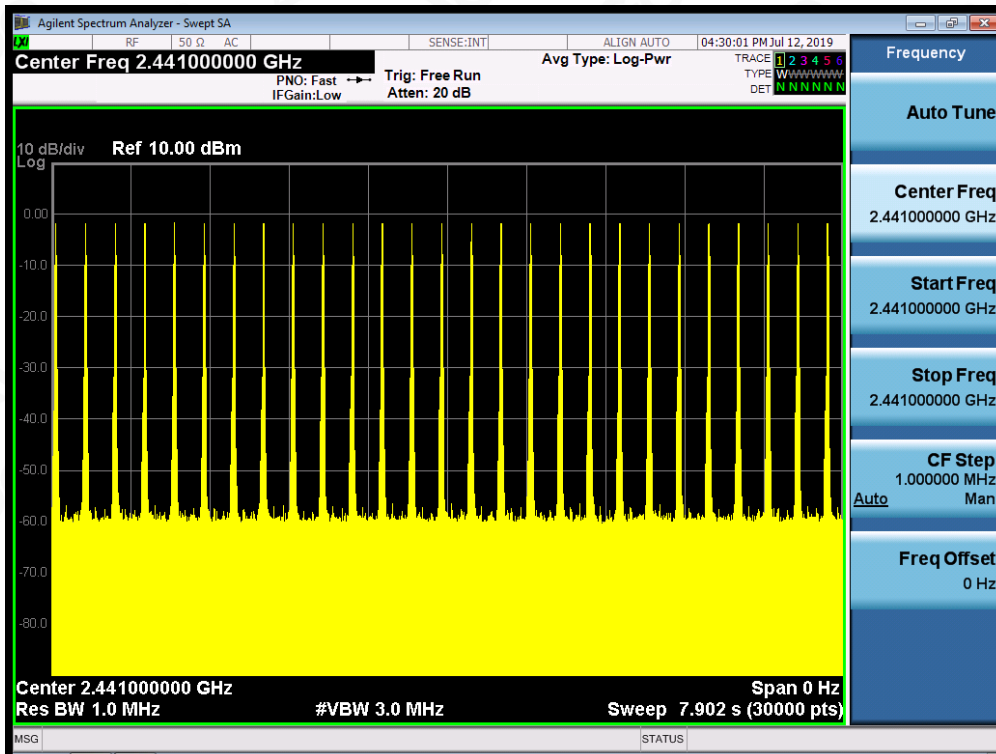 Agilent Spectrum Analyzer - Swept SA
LXI RF 50 Ω AC SENSE:INT ALIGN AUTO 04:30:01 PM Jul 12, 2019
Center Freq 2.441000000 GHz
PNO: Fast
IFGain:Low
Trig: Free Run
Atten: 20 dB
Avg Type: Log-Pwr
TRACE 1 2 3 4 5 6
TYPE W W W W W W W
DET N N N N N N
10 dB/div Ref 10.00 dBm
Log
0.00
-10.0
-20.0
-30.0
-40.0
-50.0
-60.0
-70.0
-80.0
Center 2.441000000 GHz Span 0 Hz
Res BW 1.0 MHz #VBW 3.0 MHz Sweep 7.902 s (30000 pts)
MSG STATUS
Frequency
Auto Tune
Center Freq
2.441000000 GHz
Start Freq
2.441000000 GHz
Stop Freq
2.441000000 GHz
CF Step
1.000000 MHz
Auto Man
Freq Offset
0 Hz